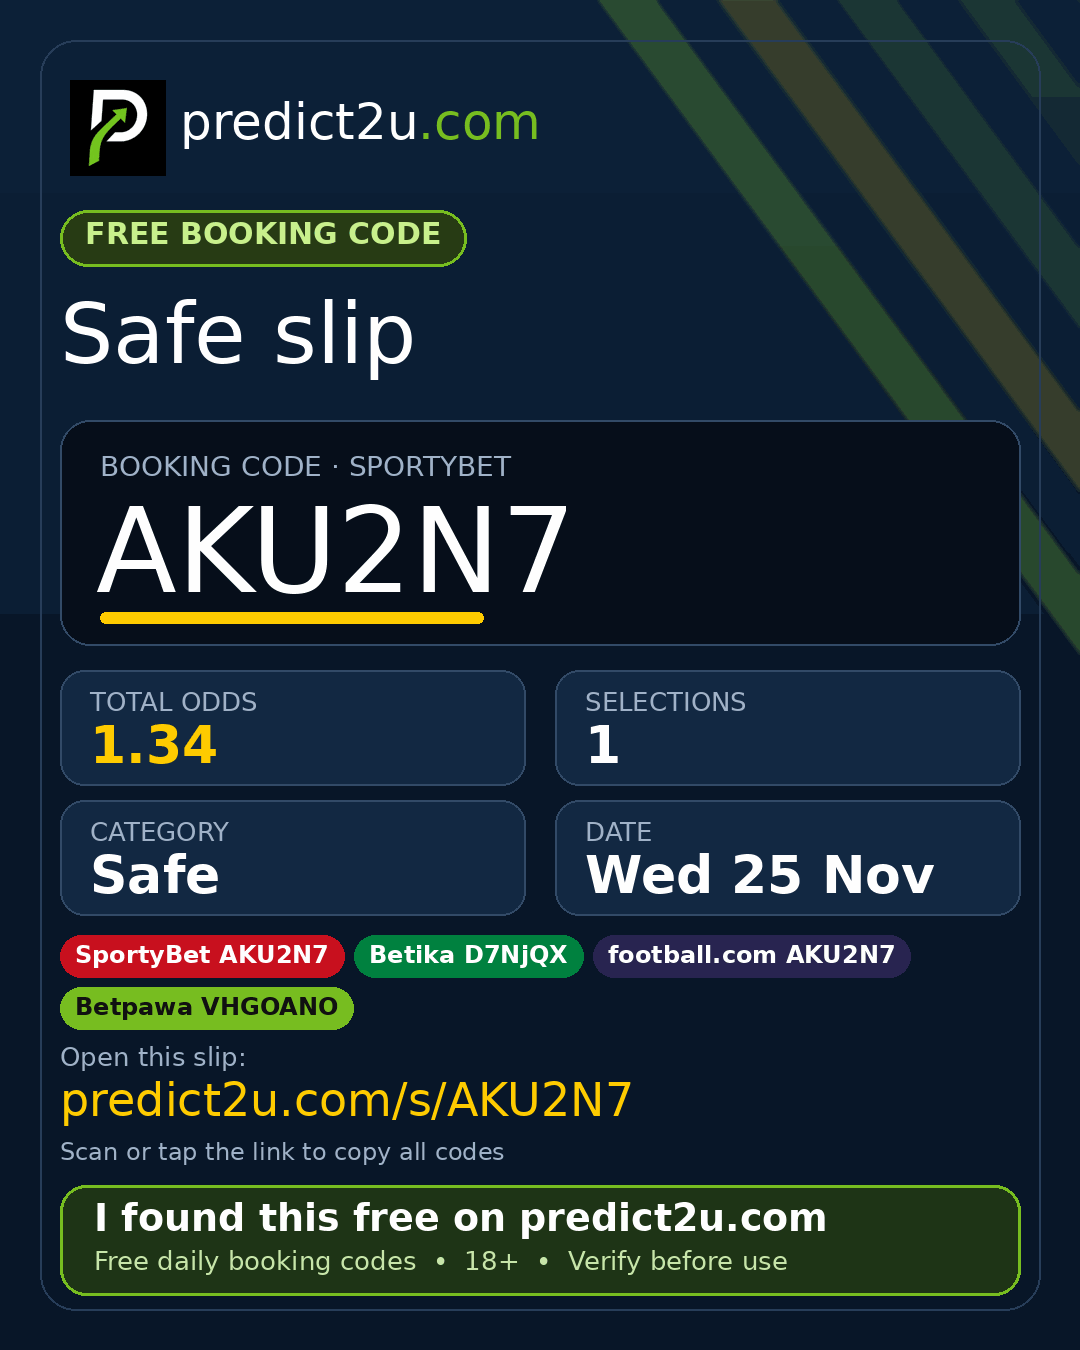 predict2u.com
FREE BOOKING CODE
Safe slip
BOOKING CODE · SPORTYBET
AKU2N7
TOTAL ODDS
1.34
SELECTIONS
1
CATEGORY
Safe
DATE
Wed 25 Nov
SportyBet AKU2N7
Betika D7NjQX
football.com AKU2N7
Betpawa VHGOANO
Open this slip:
predict2u.com/s/AKU2N7
Scan or tap the link to copy all codes
I found this free on predict2u.com
Free daily booking codes • 18+ • Verify before use